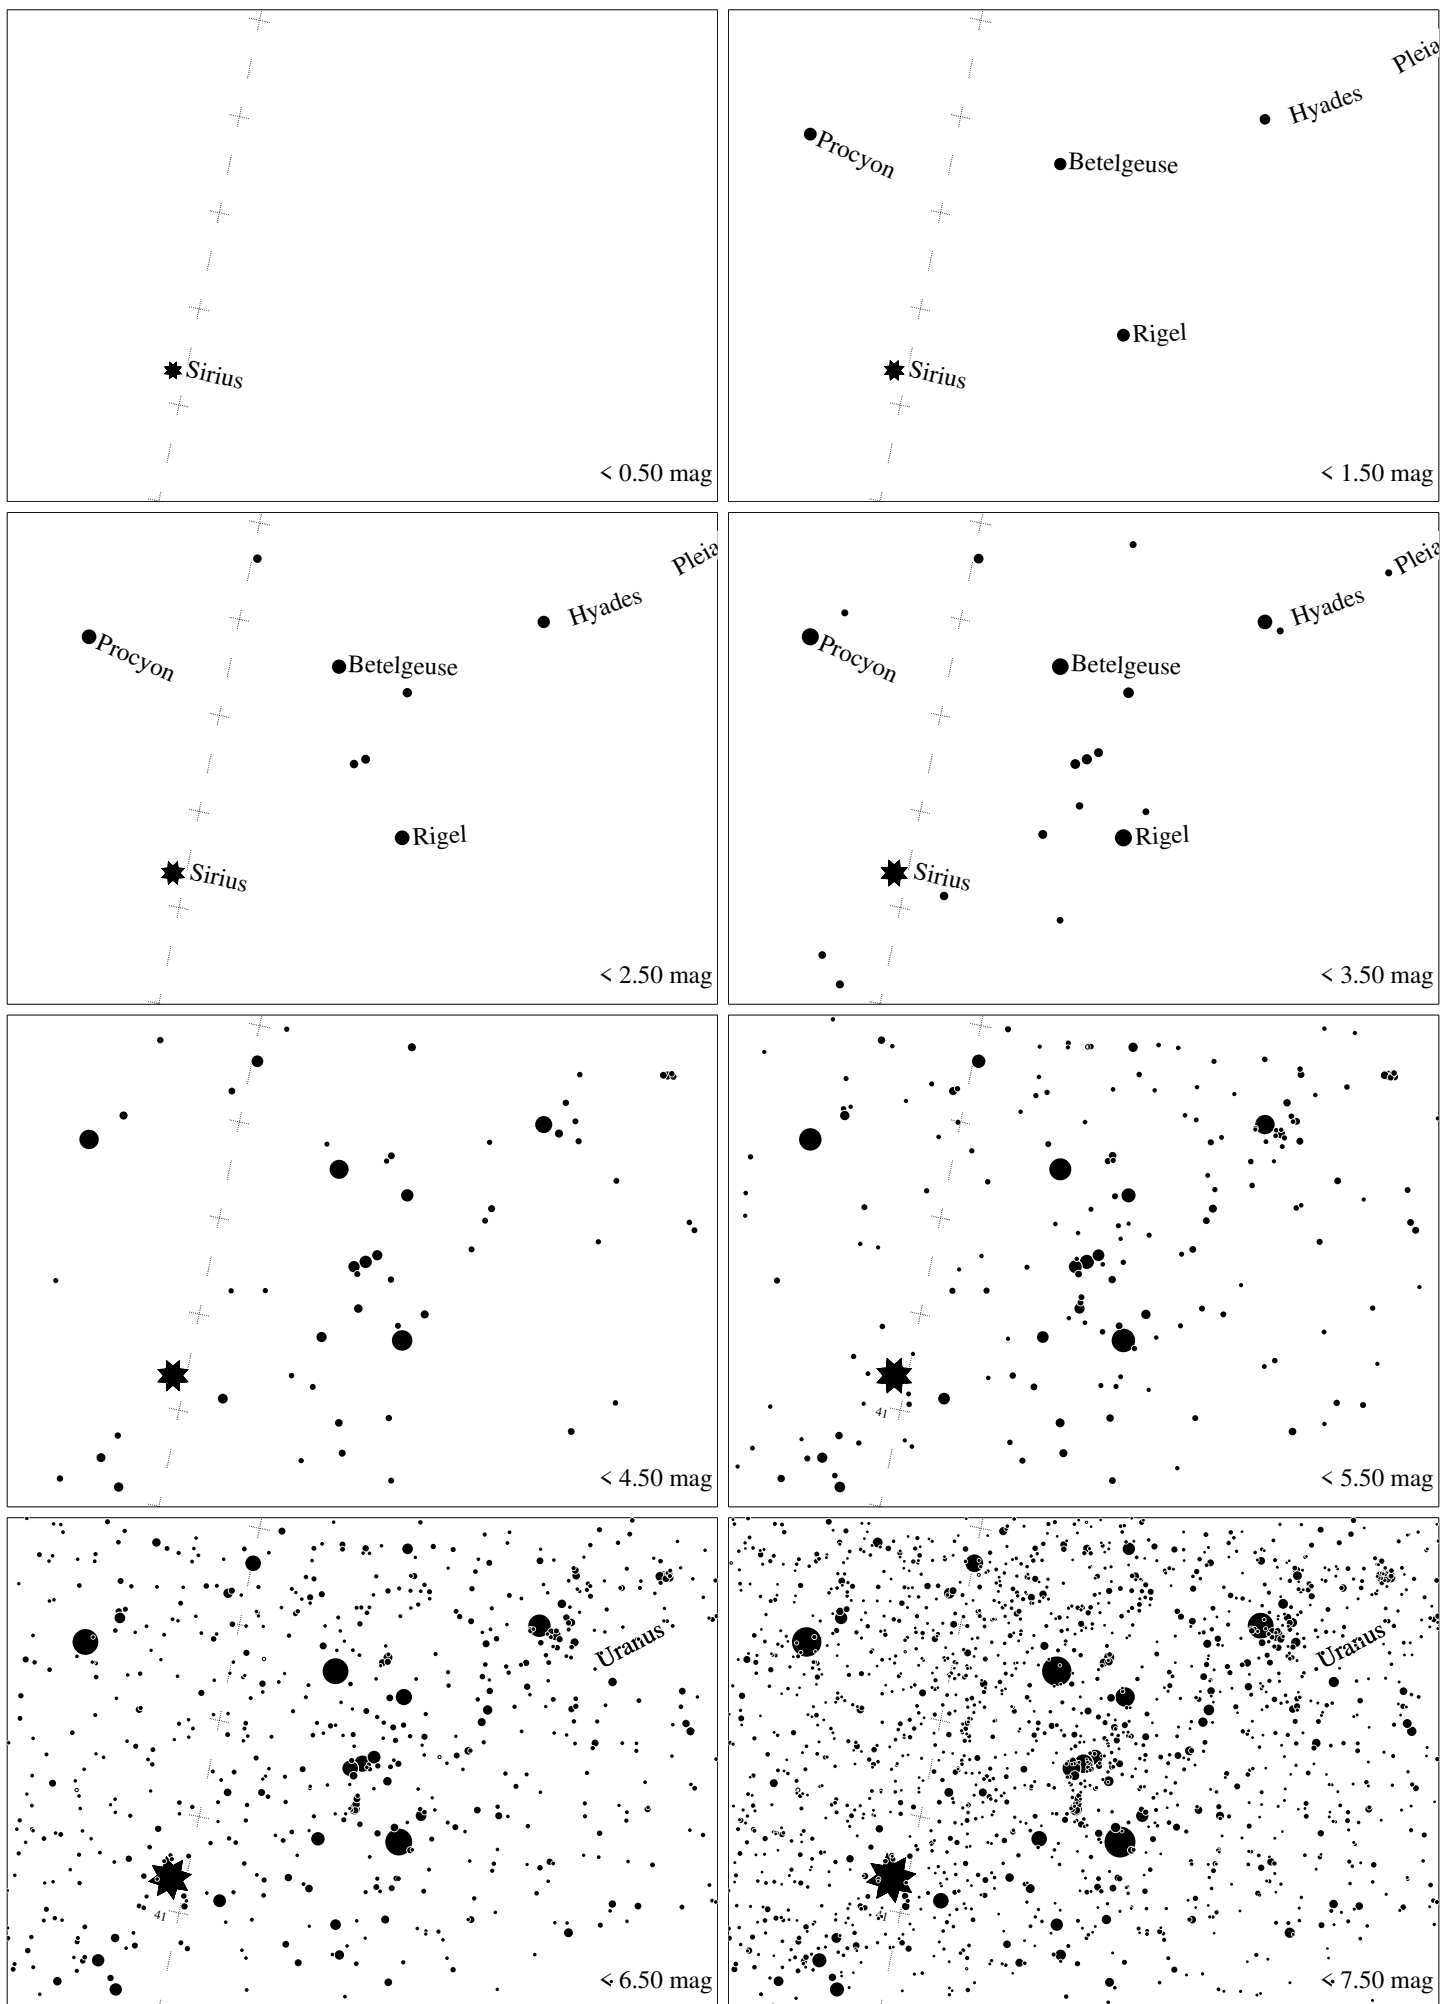 Sirius
< 0.50 mag
Pleia
Hyades
Procyon
Betelgeuse
Rigel
Sirius
< 1.50 mag
Pleia
Hyades
Procyon
Betelgeuse
Rigel
Sirius
< 2.50 mag
Pleia
Hyades
Procyon
Betelgeuse
Rigel
Sirius
< 3.50 mag
< 4.50 mag
41
< 5.50 mag
Uranus
41
< 6.50 mag
Uranus
41
< 7.50 mag